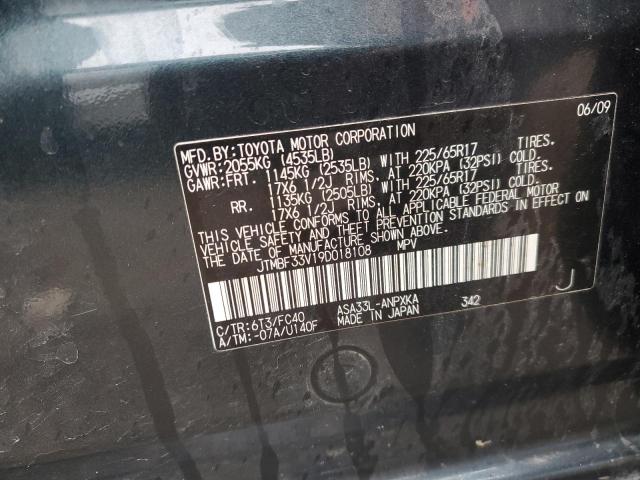 06/09
MFD.BY:TOYOTA MOTOR CORPORATION
GVWR:2055KG (4535LB)
GAWR:FRT. 1145KG (2535LB) WITH 225/65R17 TIRES.
17X6 1/2J RIMS. AT 220KPA (32PSI) COLD.
RR. 1135KG (2505LB) WITH 225/65R17 TIRES.
17X6 1/2J RIMS. AT 220KPA (32PSI) COLD.
THIS VEHICLE CONFORMS TO ALL APPLICABLE FEDERAL MOTOR
VEHICLE SAFETY AND THEFT PREVENTION STANDARDS IN EFFECT ON
THE DATE OF MANUFACTURE SHOWN ABOVE.
JTMBF33V19D018108 MPV
C/TR:6T3/FC40 ASA33L-ANPXKA 342 J
A/TM:-07A/U140F MADE IN JAPAN